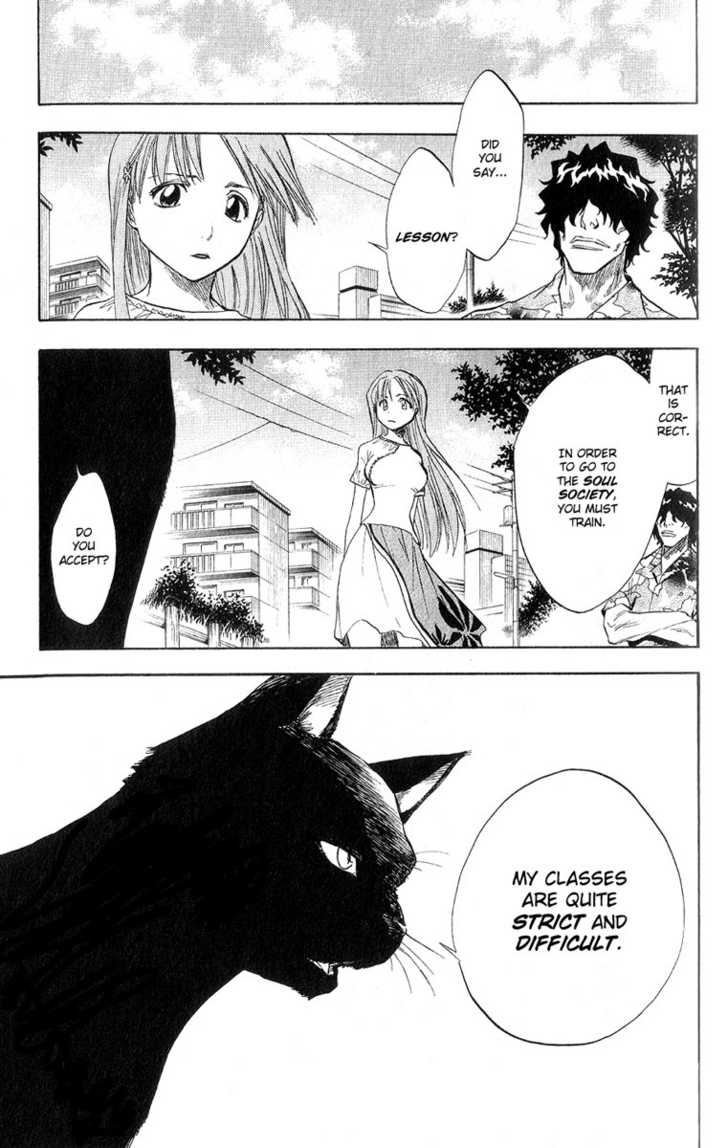 DID
YOU
SAY...
LESSON?
THAT
IS
COR-
RECT.
IN ORDER
TO GO TO
THE SOUL
SOCIETY,
YOU MUST
TRAIN.
DO
YOU
ACCEPT?
MY CLASSES
ARE QUITE
STRICT AND
DIFFICULT.